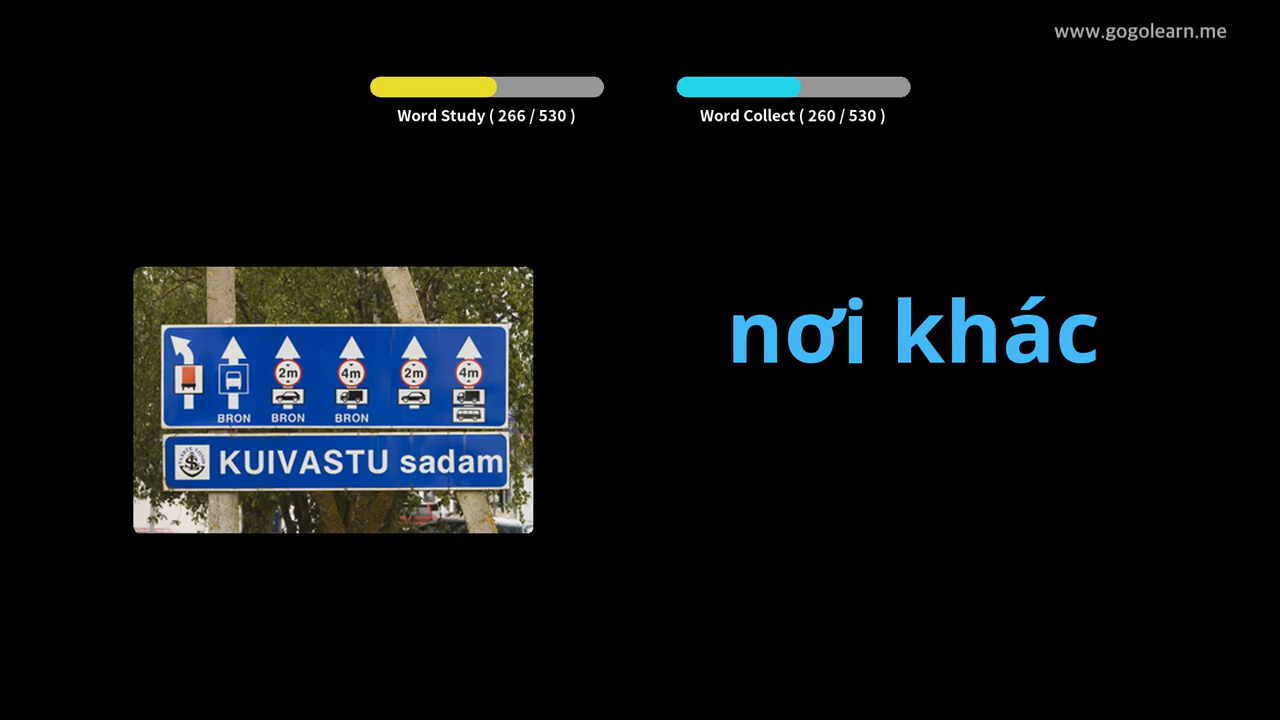 www.gogolearn.me
Word Study ( 266 / 530 )
Word Collect ( 260 / 530 )
nơi khác
2m 4m 2m 4m
BRON BRON BRON
KUIVASTU sadam